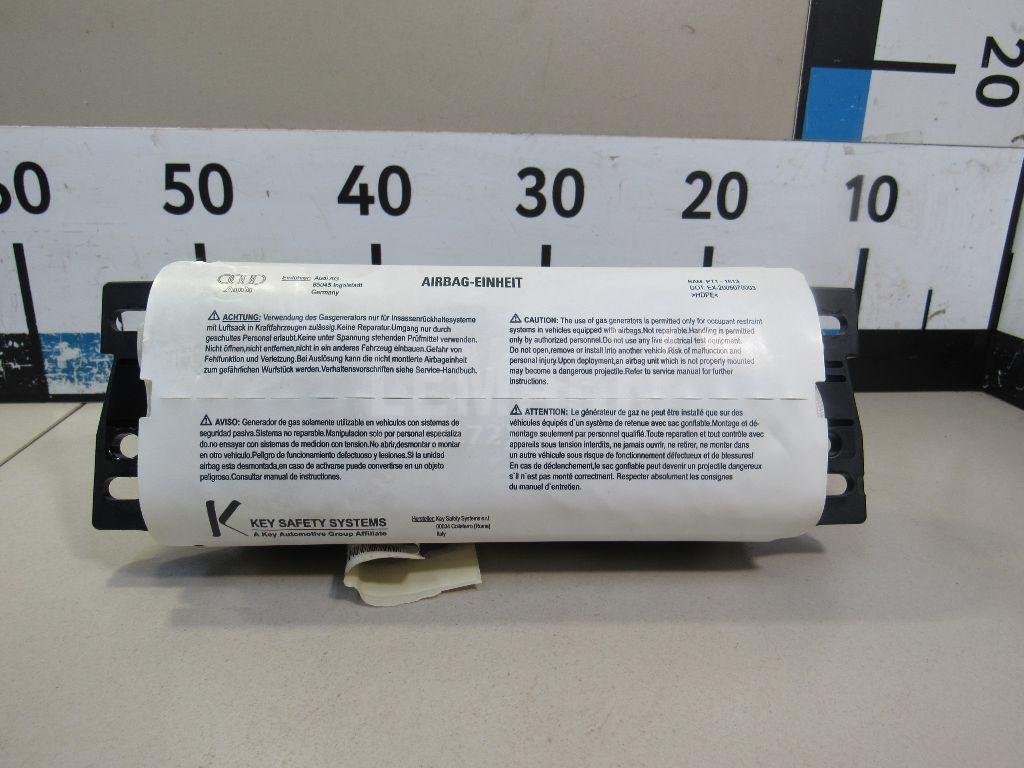 20
60 50 40 30 20 10
Audi
Einführer: Audi AG
85045 Ingolstadt
Germany
AIRBAG-EINHEIT
BAM PT1 - 1613
>HDPE<
ACHTUNG: Verwendung des Gasgenerators nur für Insassenrückhaltesysteme
mit Luftsack in Kraftfahrzeugen zulässig.Keine Reparatur.Umgang nur durch
geschultes Personal erlaubt.Keine unter Spannung stehenden Prüfmittel verwenden.
Nicht öffnen,nicht entfernen,nicht in ein anderes Fahrzeug einbauen.Gefahr von
Fehlfunktion und Verletzung.Bei Auslösung kann die nicht montierte Airbageinheit
zum gefährlichen Wurfstück werden.Verhaltensvorschriften siehe Service-Handbuch.
CAUTION: The use of gas generators is permitted only for occupant restraint
systems in vehicles equipped with airbags.Not reparable.Handling is permitted
only by authorized personnel.Do not use any live electrical test equipment.
Do not open,remove or install into another vehicle.Risk of malfunction and
personal injury.Upon deployment,an airbag unit which is not properly mounted
may become a dangerous projectile.Refer to service manual for further
instructions.
AVISO: Generador de gas solamente utilizable en vehiculos con sistemas de
seguridad pasiva.Sistema no reparable.Manipulacion solo por personal especializa
do.no ensayar con sistemas de medicion con tension.No abrir,desmontar o montar
en otro vehiculo.Peligro de funcionamiento defectuoso y lesiones.Si la unidad
airbag esta desmontada,en caso de activarse puede convertirse en un objeto
peligroso.Consultar manual de instrucciones.
ATTENTION: Le générateur de gaz ne peut être installé que sur des
véhicules équipés d'un système de retenue avec sac gonflable.Montage et dé-
montage seulement par personnel qualifié.Toute reparation et tout contrôle avec
appareils sous tension interdits, ne jamais ouvrir, ne retirer, ne monter dans
un autre véhicule sous risque de fonctionnement défectueux et de blessures!
En cas de déclenchement,le sac gonflable peut devenir un projectile dangereux
s'il n'est pas monté correctment. Respecter absolument les consignes
du manuel d'entretien.
KEY SAFETY SYSTEMS
A Key Automotive Group Affiliate
Hersteller: Key Safety Systems s.r.l
00034 Colleferro (Roma)
Italy